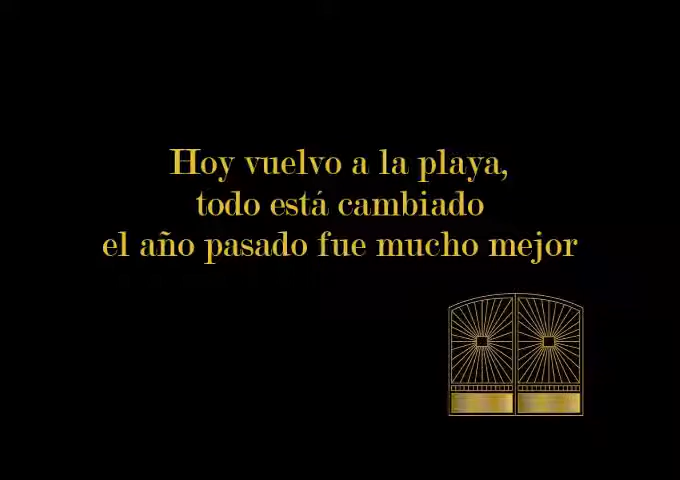 Hoy vuelvo a la playa,
todo está cambiado
el año pasado fue mucho mejor